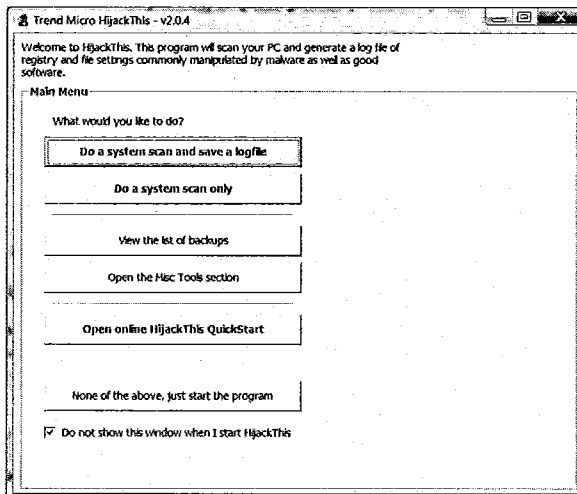 Trend Micro HijackThis - v2.0.4
Welcome to HijackThis. This program will scan your PC and generate a log file of
registry and file settings commonly manipulated by malware as well as good
software.
Main Menu
What would you like to do?
Do a system scan and save a logfile
Do a system scan only
View the list of backups
Open the Misc Tools section
Open online HijackThis QuickStart
None of the above, just start the program
Do not show this window when I start HijackThis